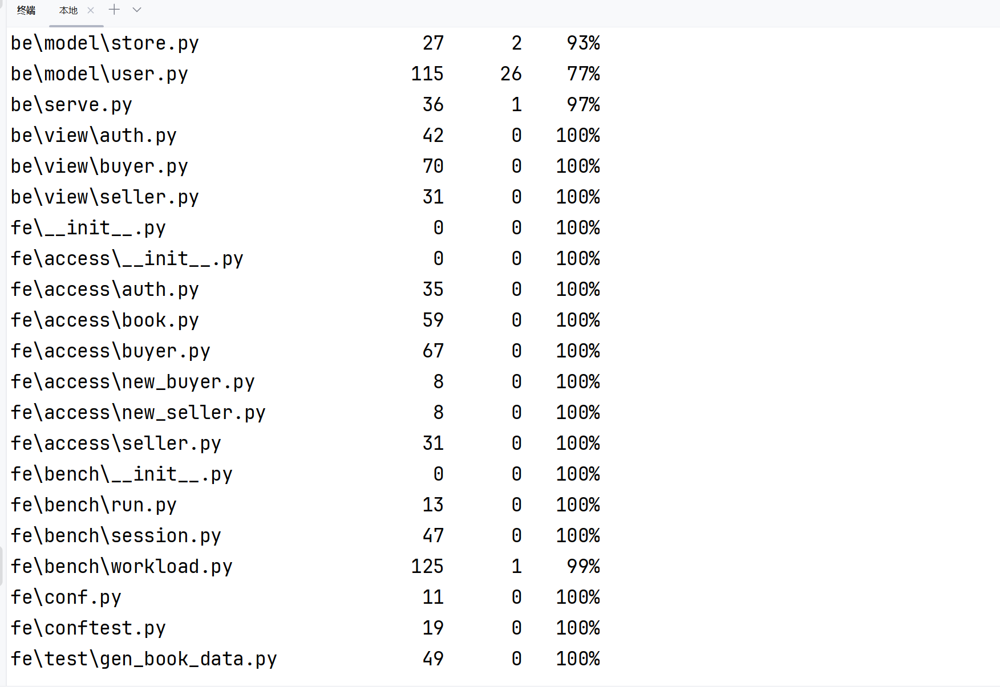 终端 本地
be\model\store.py 27 2 93%
be\model\user.py 115 26 77%
be\serve.py 36 1 97%
be\view\auth.py 42 0 100%
be\view\buyer.py 70 0 100%
be\view\seller.py 31 0 100%
fe\__init__.py 0 0 100%
fe\access\__init__.py 0 0 100%
fe\access\auth.py 35 0 100%
fe\access\book.py 59 0 100%
fe\access\buyer.py 67 0 100%
fe\access\new_buyer.py 8 0 100%
fe\access\new_seller.py 8 0 100%
fe\access\seller.py 31 0 100%
fe\bench\__init__.py 0 0 100%
fe\bench\run.py 13 0 100%
fe\bench\session.py 47 0 100%
fe\bench\workload.py 125 1 99%
fe\conf.py 11 0 100%
fe\conftest.py 19 0 100%
fe\test\gen_book_data.py 49 0 100%